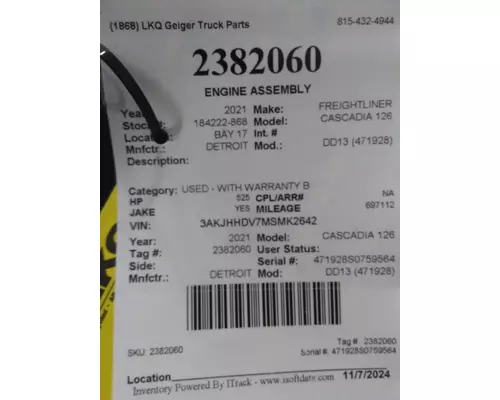 (1868) LKQ Geiger Truck Parts 815-432-4944
2382060
ENGINE ASSEMBLY
Year: 2021 Make: FREIGHTLINER
Stock#: 184222-868 Model: CASCADIA 126
Location: BAY 17 Int. #
Mnfctr.: DETROIT Mod.: DD13 (471928)
Description:
Category: USED - WITH WARRANTY B
HP 525 CPL/ARR# NA
JAKE YES MILEAGE 697112
VIN: 3AKJHHDV7MSMK2642
Year: 2021 Model: CASCADIA 126
Tag #: 2382060 User Status:
Side: Serial #: 471928S0759564
Mnfctr.: DETROIT Mod: DD13 (471928)
Tag #: 2382060
SKU: 2382060 Serial #: 471928S0759564
Location
Inventory Powered By ITrack - www.isoftdata.com 11/7/2024